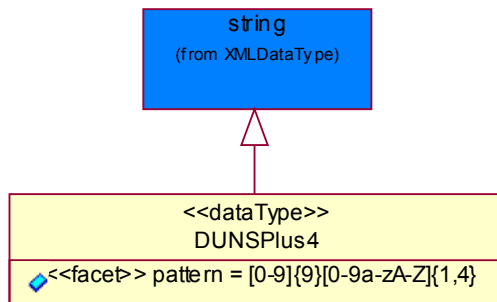 string
(from XMLDataType)
<<dataType>>
DUNSPlus4
<<facet>> pattern = [0-9]{9}[0-9a-zA-Z]{1,4}